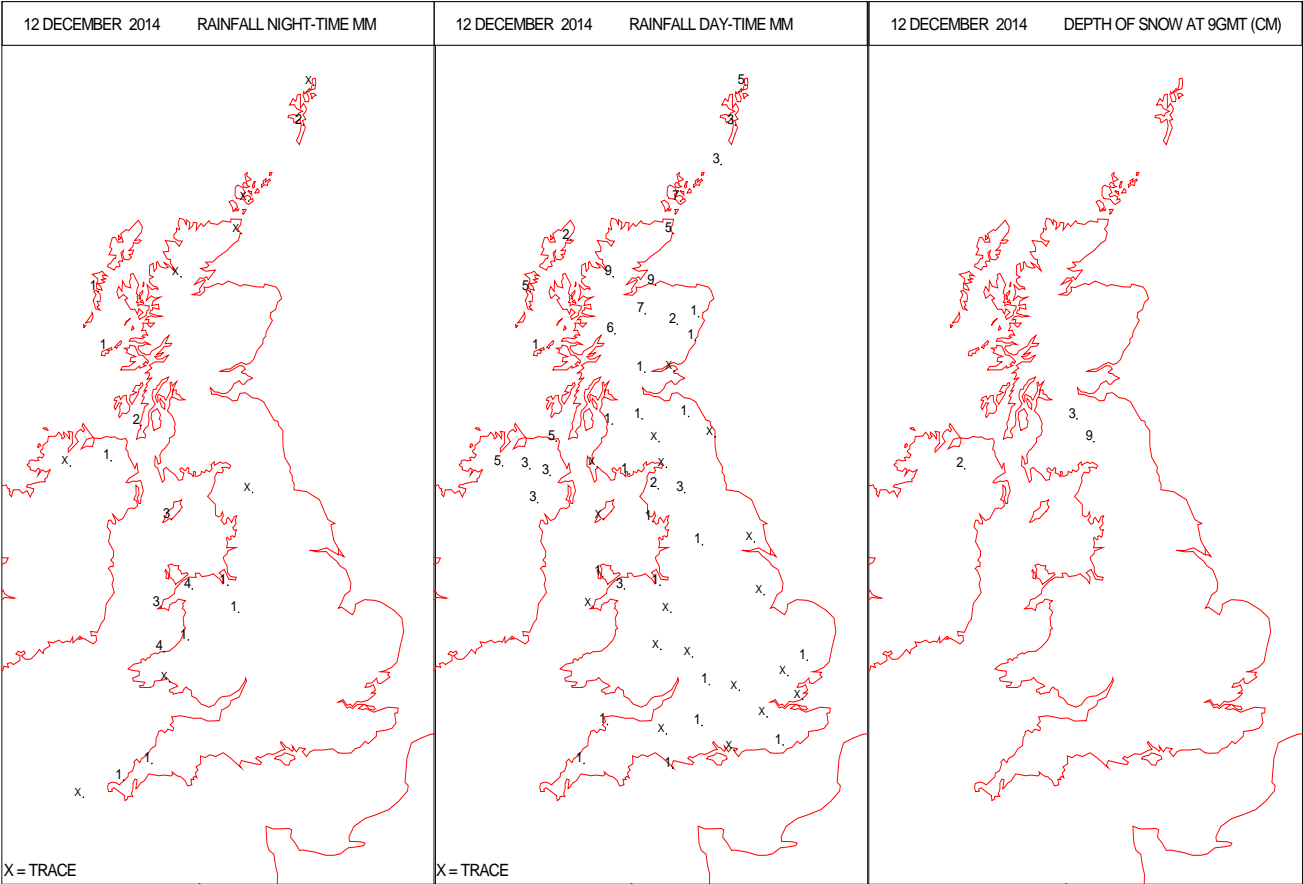 12 DECEMBER 2014 RAINFALL NIGHT-TIME MM
X.
2.
X.
X.
X.
1.
1.
2.
X.
1.
X.
3.
4.
1.
3.
1.
1.
4.
X.
1.
1.
X.
X = TRACE
12 DECEMBER 2014 RAINFALL DAY-TIME MM
5.
3.
3.
7.
5.
2.
9.
9.
5.
7.
1.
2.
6.
1.
1.
1.
X.
1.
1.
1.
X.
5.
X.
5.
3.
X.
X.
3.
1.
2.
3.
3.
X.
1.
X.
1.
1.
1.
3.
X.
X.
X.
X.
X.
1.
X.
1.
X.
X.
X.
1.
1.
X.
X.
1.
X.
1.
1.
X = TRACE
12 DECEMBER 2014 DEPTH OF SNOW AT 9GMT (CM)
3.
9.
2.